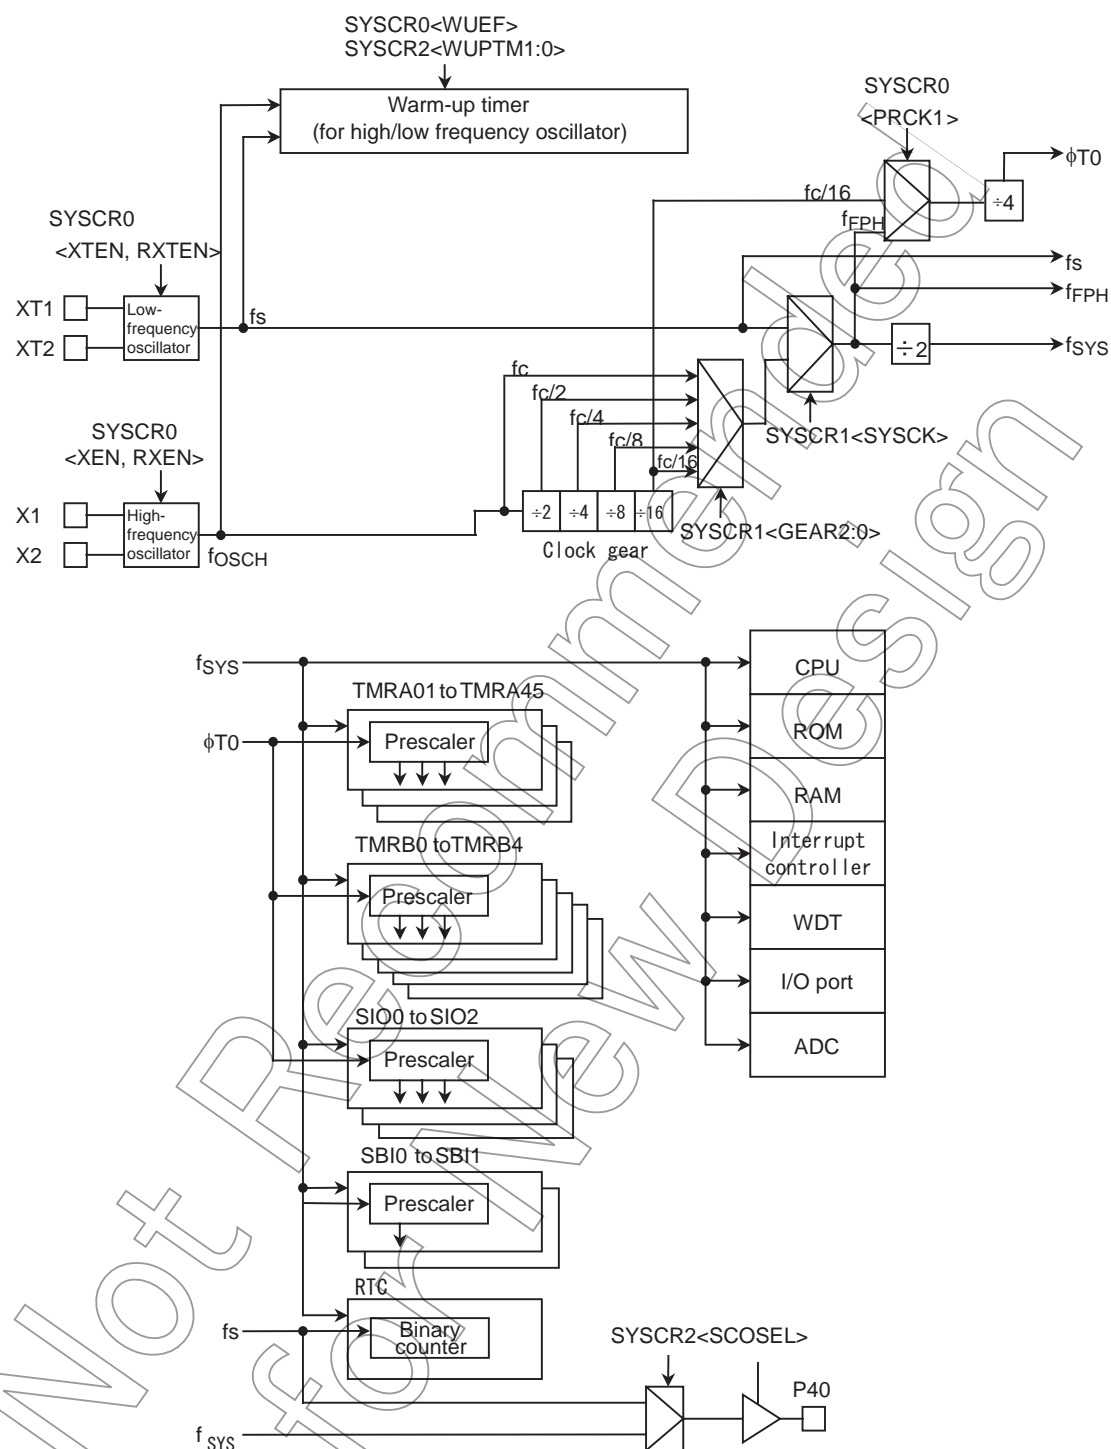 SYSCR0<WUEF>
SYSCR2<WUPTM1:0>
Warm-up timer
(for high/low frequency oscillator)
SYSCR0
<PRCK1>
ϕT0
fc/16
÷4
fFPH
SYSCR0
<XTEN, RXTEN>
fs
fFPH
XT1
XT2
Low-
frequency
oscillator
fs
÷2
fSYS
fc
fc/2
fc/4
fc/8
fc/16
SYSCR1<SYSCK>
SYSCR0
<XEN, RXEN>
X1
X2
High-
frequency
oscillator
fOSCH
÷2
÷4
÷8
÷16
Clock gear
SYSCR1<GEAR2:0>
fSYS
CPU
TMRA01 to TMRA45
ϕT0
Prescaler
ROM
RAM
TMRB0 to TMRB4
Prescaler
Interrupt
controller
WDT
I/O port
SIO0 to SIO2
Prescaler
ADC
SBI0 to SBI1
Prescaler
RTC
fs
Binary
counter
SYSCR2<SCOSEL>
P40
fSYS
Not Recommended
for New Design